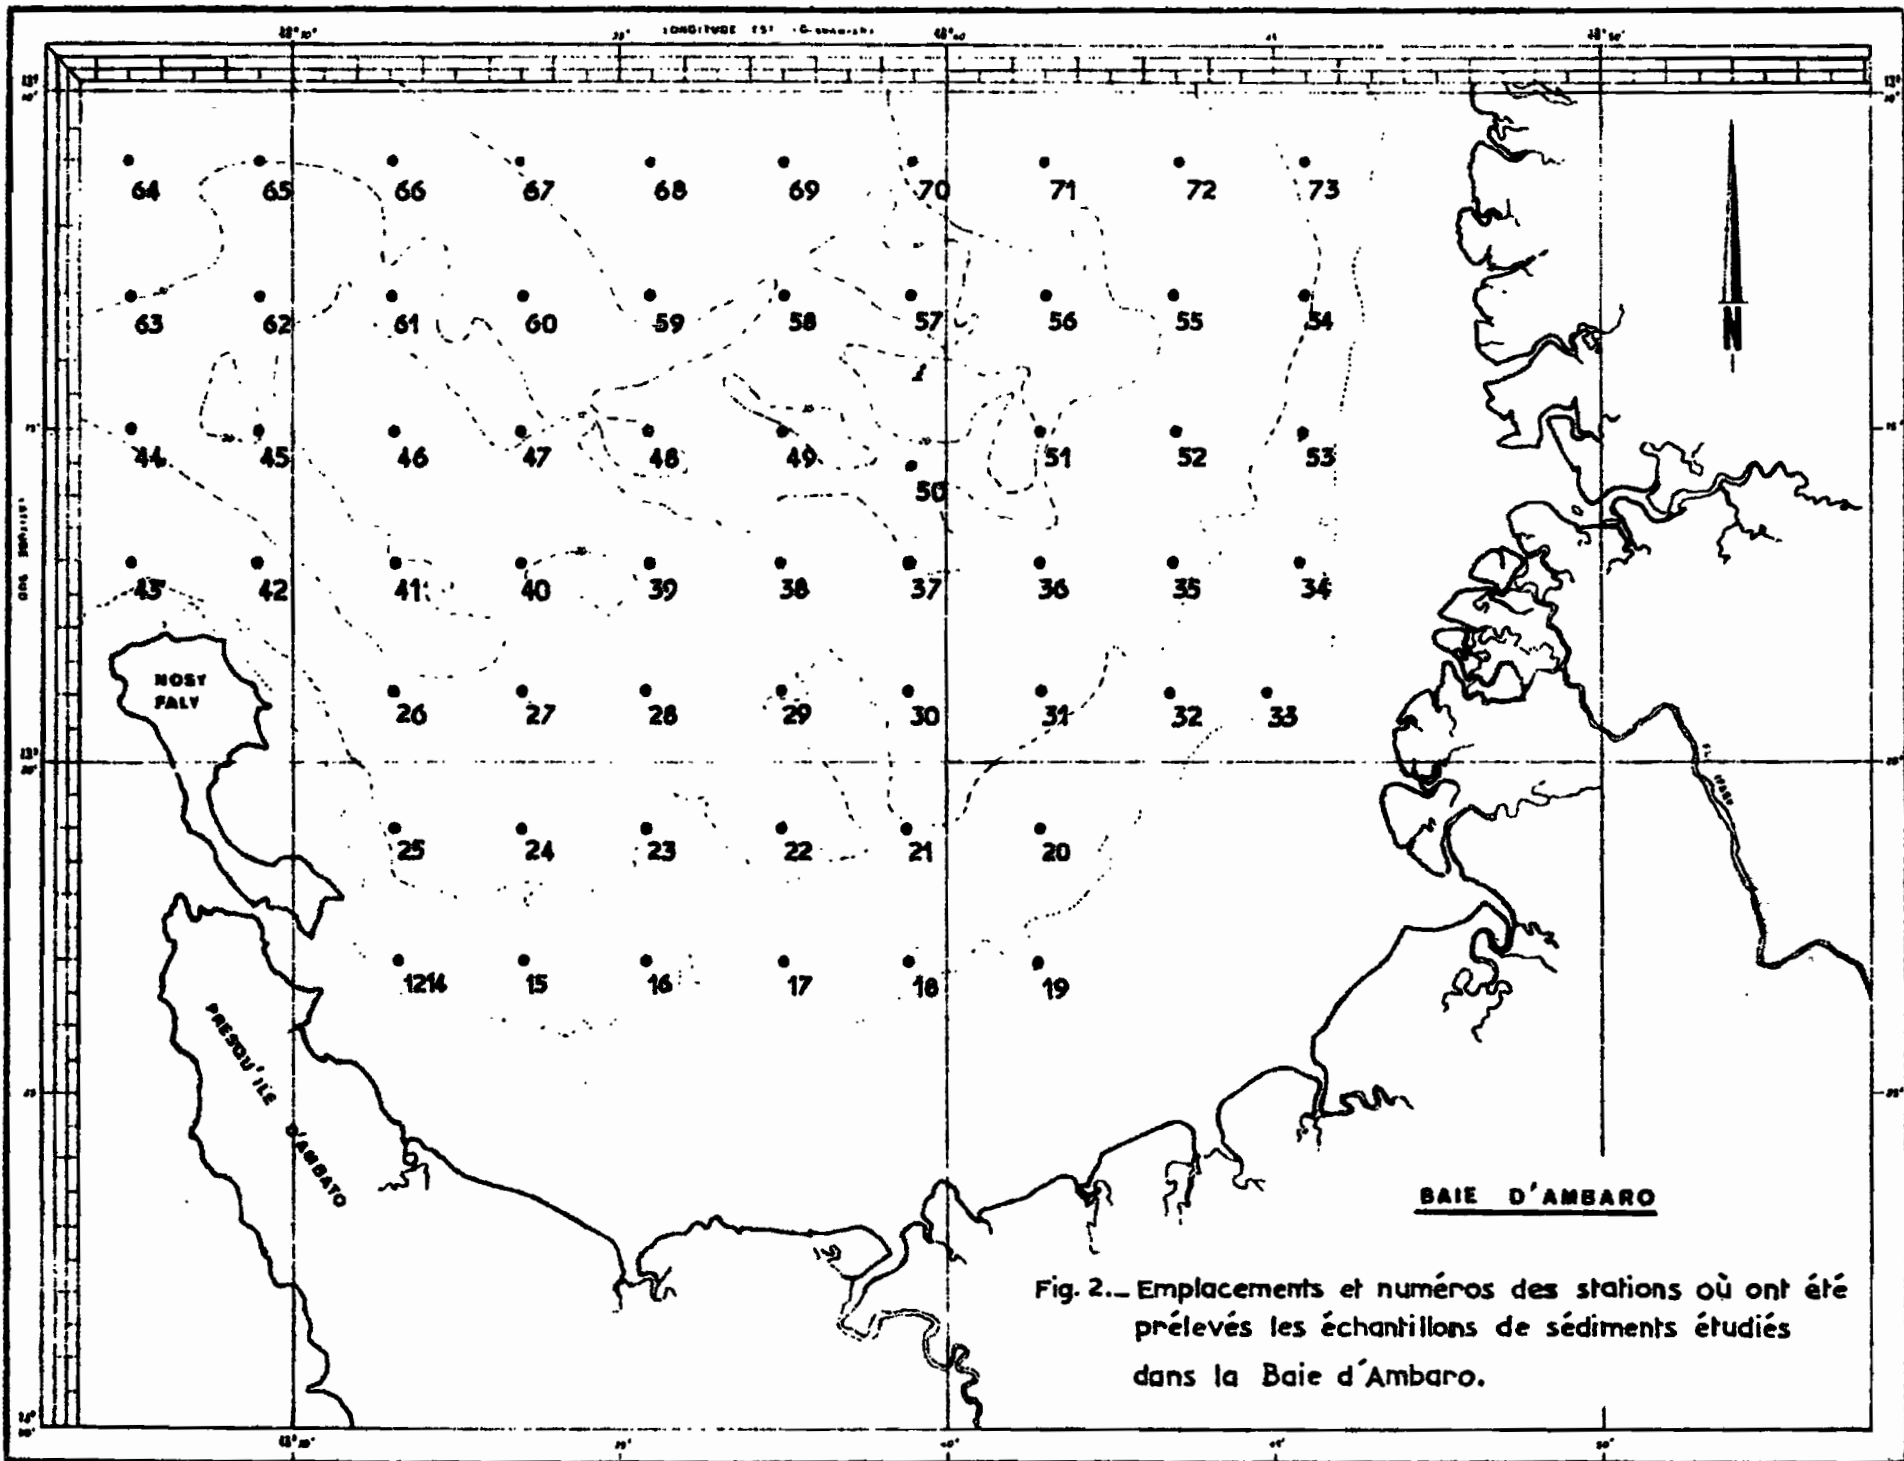 LONGITUDE EST
64 65 66 67 68 69 70 71 72 73
63 62 61 60 59 58 57 56 55 54
44 45 46 47 48 49 50 51 52 53
43 42 41 40 39 38 37 36 35 34
NOSY
FALY
26 27 28 29 30 31 32 33
25 24 23 22 21 20
1214 15 16 17 18 19
N
PRESQU'ILE D'AMBATO
BAIE D'AMBARO
Fig. 2._ Emplacements et numéros des stations où ont été
prélevés les échantillons de sédiments étudiés
dans la Baie d'Ambaro.